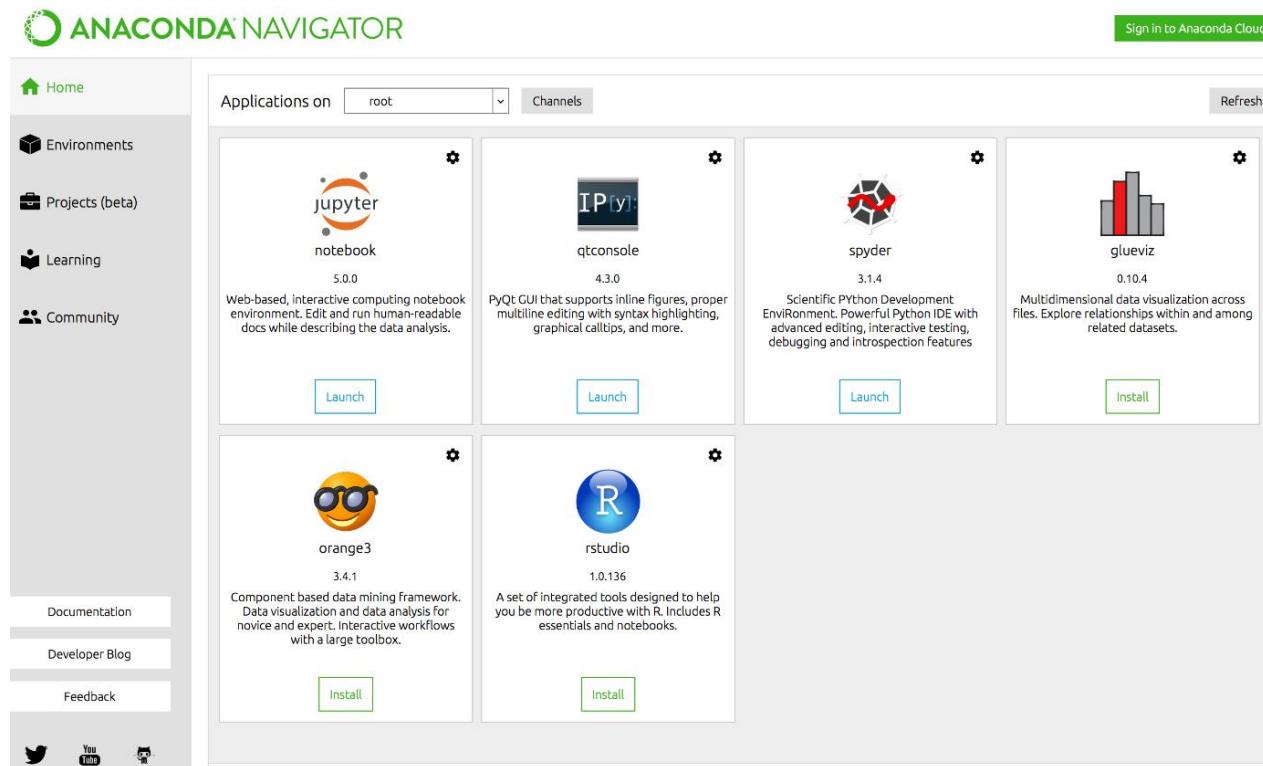 ANACONDA NAVIGATOR
Sign in to Anaconda Cloud
Home
Environments
Projects (beta)
Learning
Community
Documentation
Developer Blog
Feedback
You
Tube
Applications on
root
Channels
Refresh
jupyter
notebook
5.0.0
Web-based, interactive computing notebook
environment. Edit and run human-readable
docs while describing the data analysis.
Launch
IP[y]:
qtconsole
4.3.0
PyQt GUI that supports inline figures, proper
multiline editing with syntax highlighting,
graphical calltips, and more.
Launch
spyder
3.1.4
Scientific PYthon Development
EnviRonment. Powerful Python IDE with
advanced editing, interactive testing,
debugging and introspection features
Launch
glueviz
0.10.4
Multidimensional data visualization across
files. Explore relationships within and among
related datasets.
Install
orange3
3.4.1
Component based data mining framework.
Data visualization and data analysis for
novice and expert. Interactive workflows
with a large toolbox.
Install
R
rstudio
1.0.136
A set of integrated tools designed to help
you be more productive with R. Includes R
essentials and notebooks.
Install